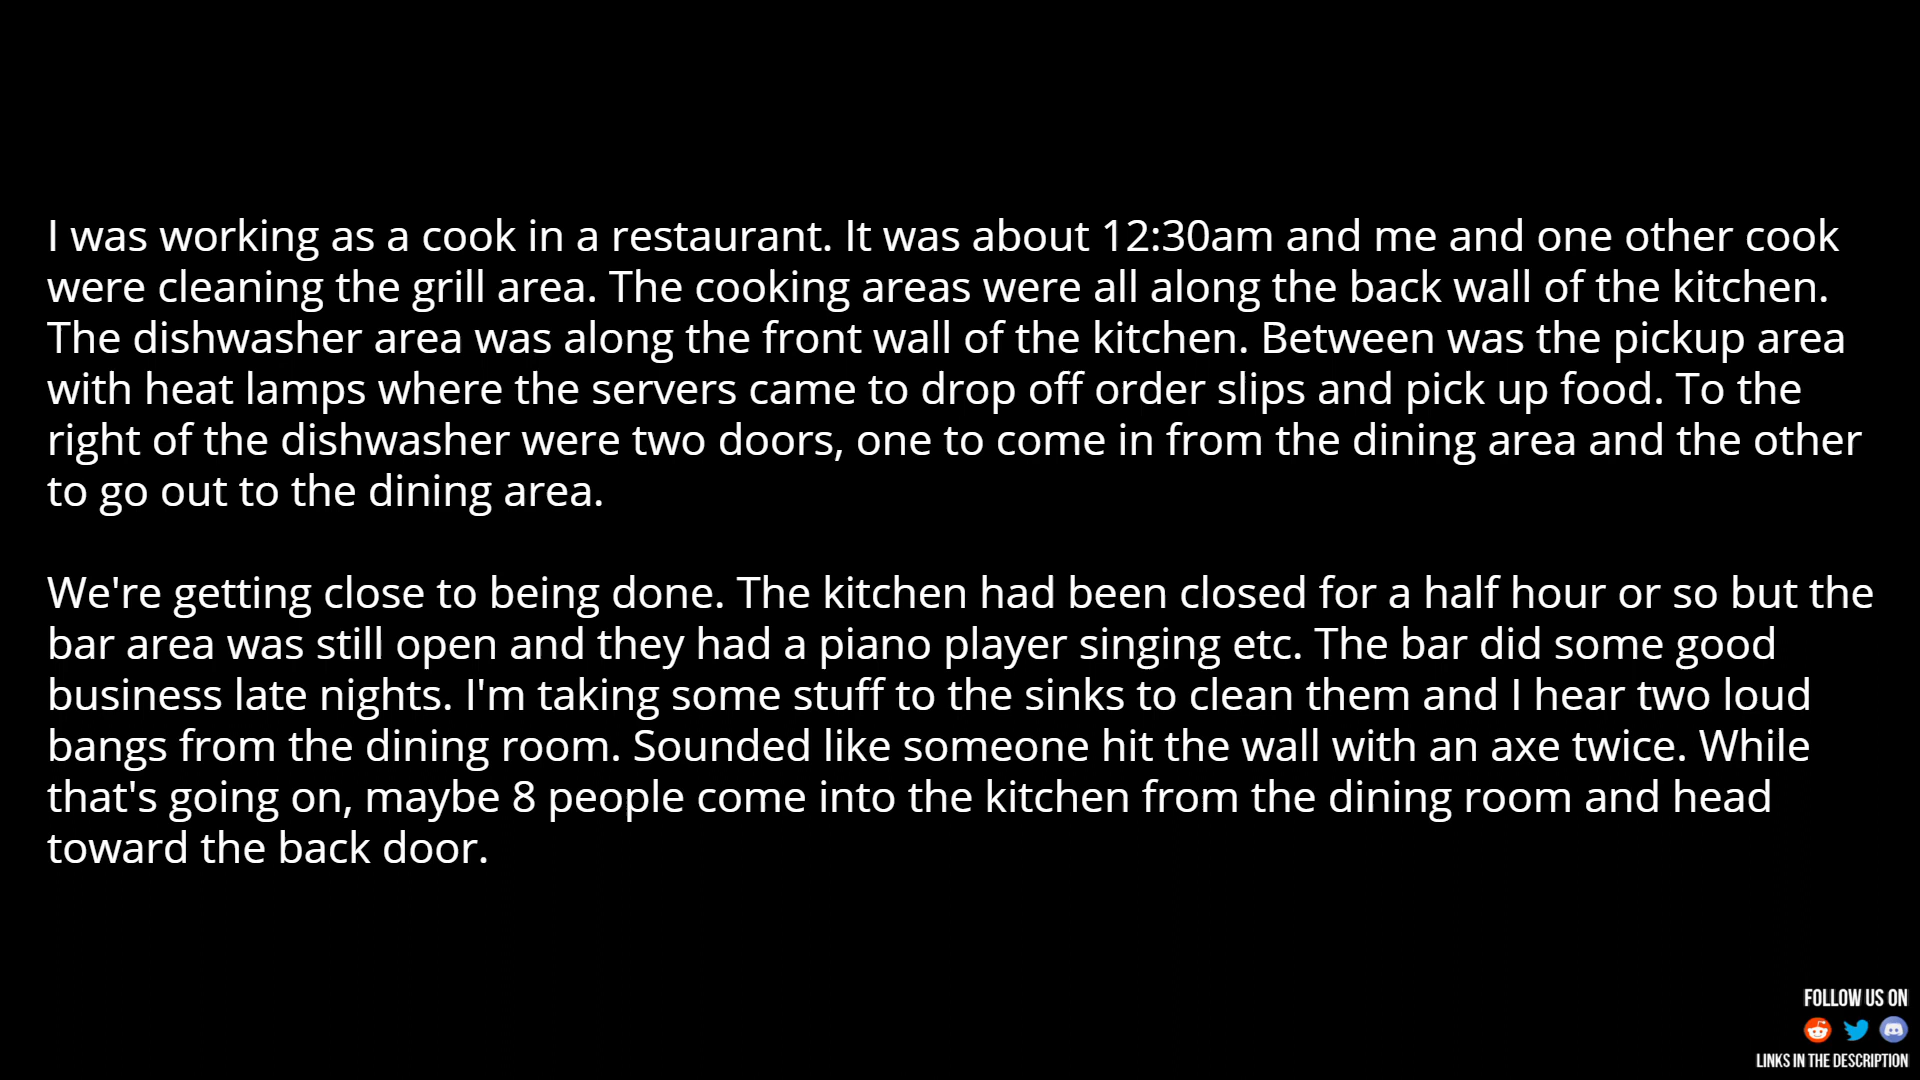 I was working as a cook in a restaurant. It was about 12:30am and me and one other cook
were cleaning the grill area. The cooking areas were all along the back wall of the kitchen.
The dishwasher area was along the front wall of the kitchen. Between was the pickup area
with heat lamps where the servers came to drop off order slips and pick up food. To the
right of the dishwasher were two doors, one to come in from the dining area and the other
to go out to the dining area.
We're getting close to being done. The kitchen had been closed for a half hour or so but the
bar area was still open and they had a piano player singing etc. The bar did some good
business late nights. I'm taking some stuff to the sinks to clean them and I hear two loud
bangs from the dining room. Sounded like someone hit the wall with an axe twice. While
that's going on, maybe 8 people come into the kitchen from the dining room and head
toward the back door.
FOLLOW US ON
LINKS IN THE DESCRIPTION